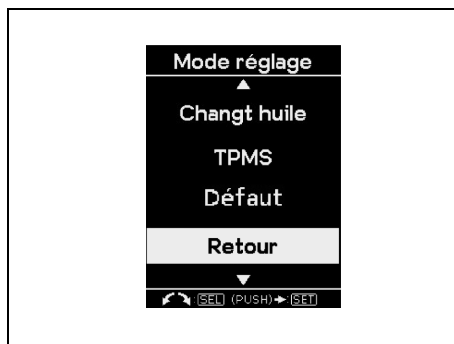 Mode réglage
Changt huile
TPMS
Défaut
Retour
:SEL (PUSH)➔:SET